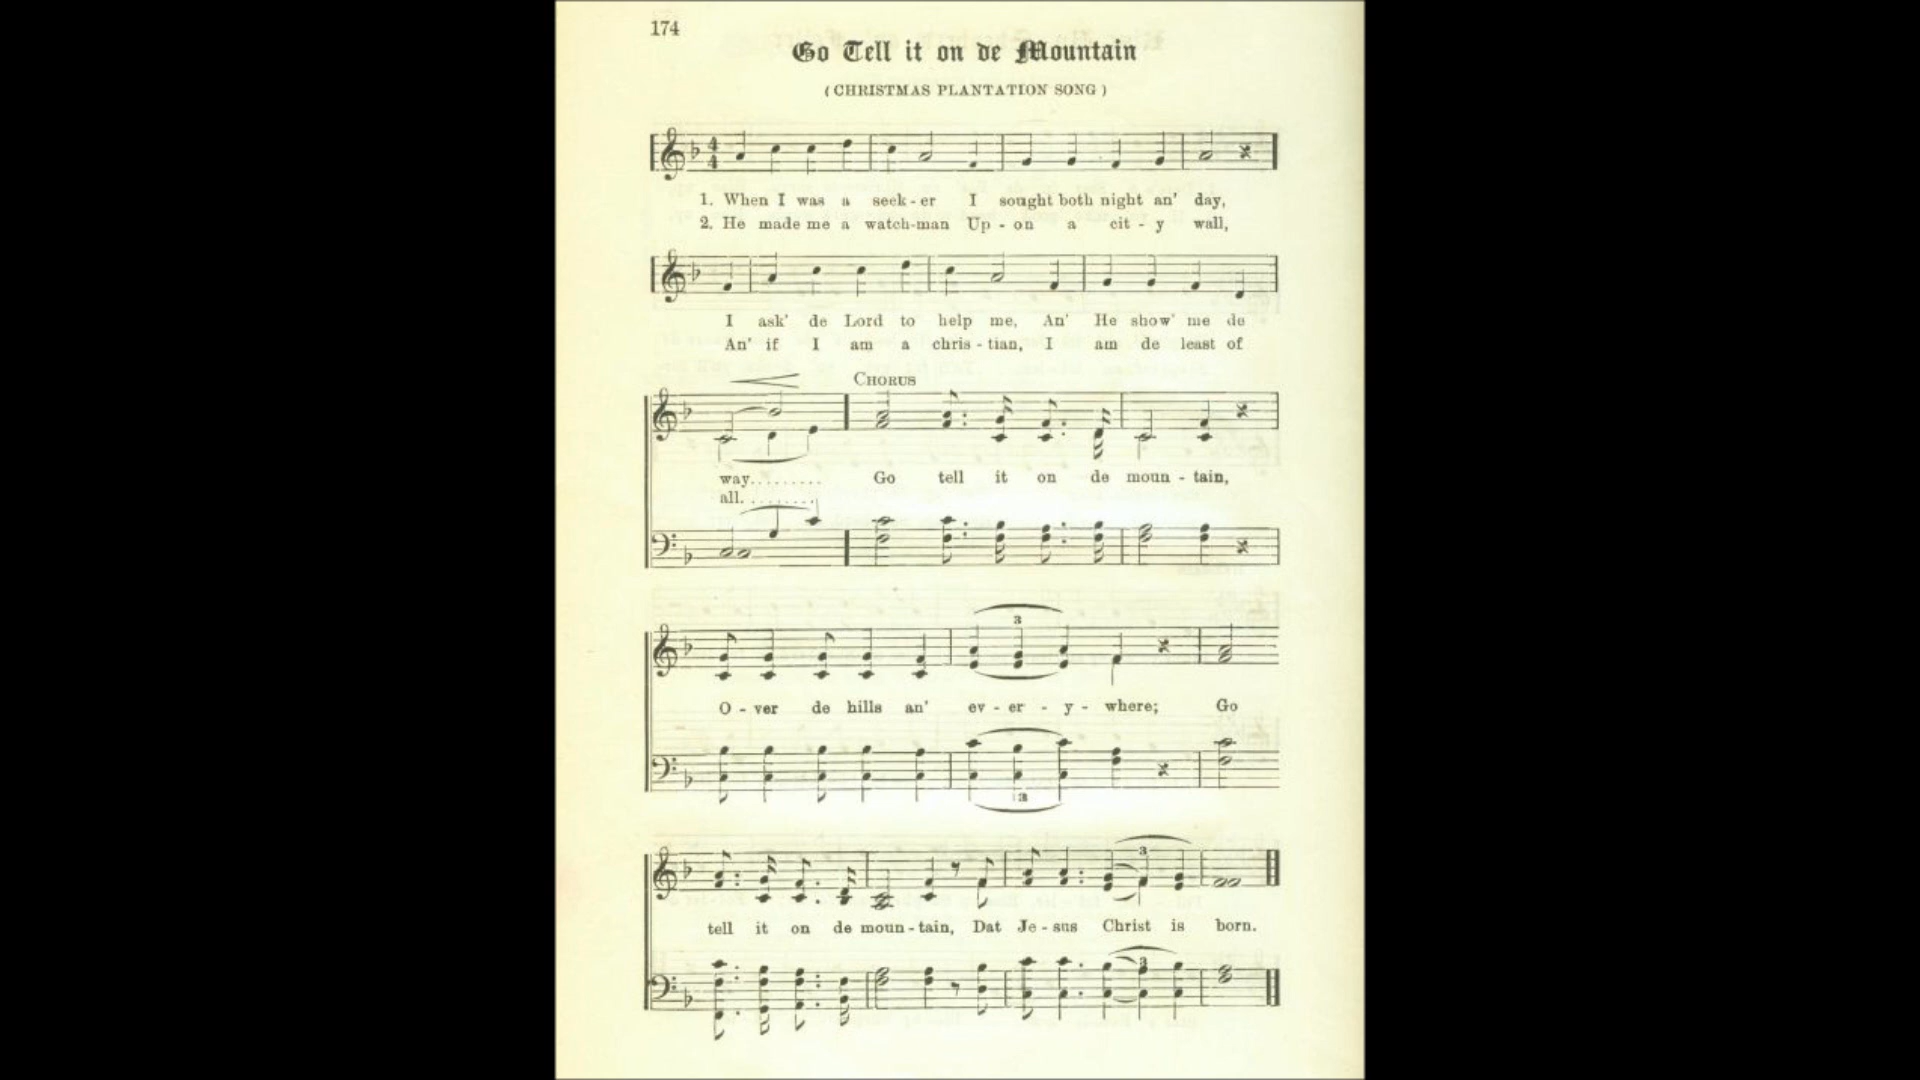 174
Go Tell it on de Mountain
(CHRISTMAS PLANTATION SONG)
1. When I was a seek-er I sought both night an' day,
2. He made me a watch-man Up-on a cit-y wall,
I ask' de Lord to help me, An' He show' me de
An' if I am a chris-tian, I am de least of
CHORUS
way......... Go tell it on de moun-tain,
all.........
3
O-ver de hills an' ev-er-y-where; Go
3
3
tell it on de moun-tain, Dat Je-sus Christ is born.
3